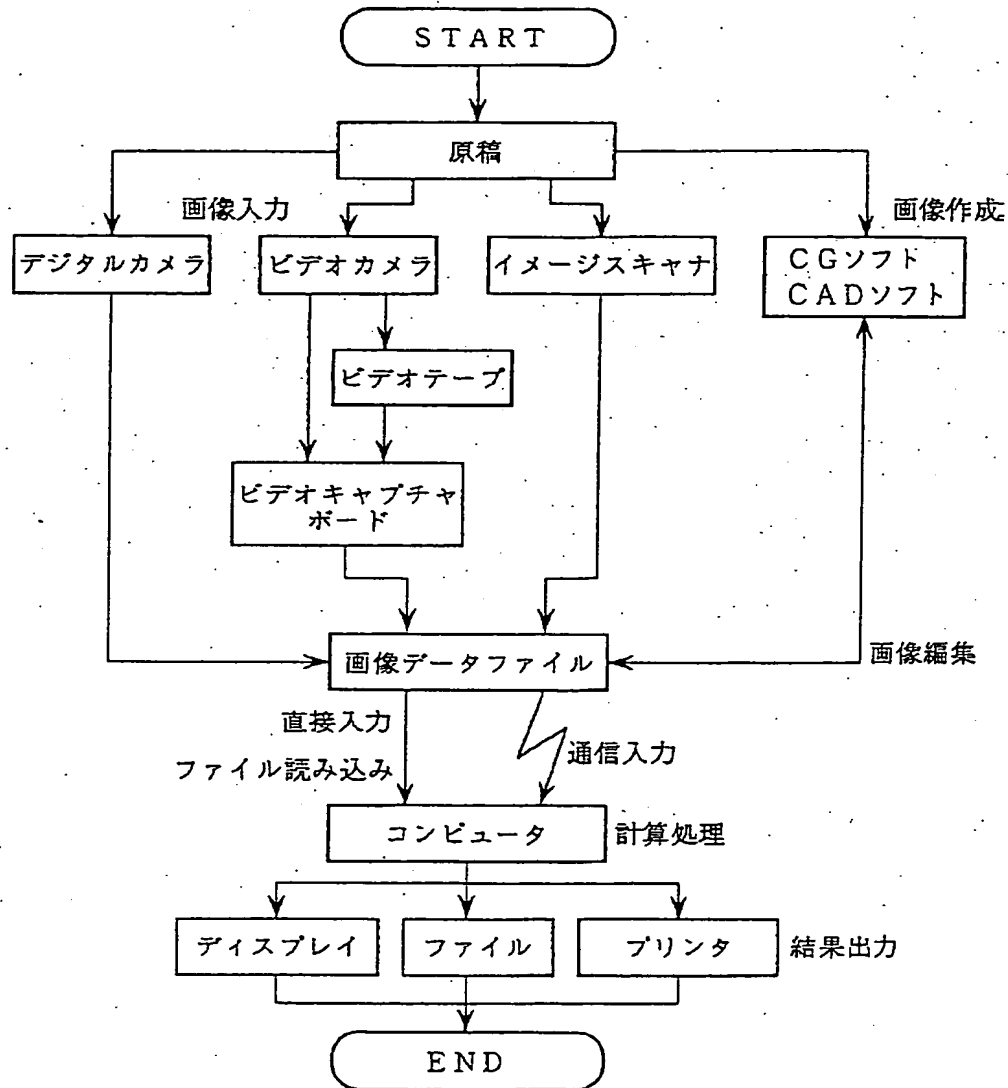 START
原稿
画像入力
画像作成
デジタルカメラ
ビデオカメラ
イメージスキャナ
CGソフト
CADソフト
ビデオテープ
ビデオキャプチャ
ボード
画像データファイル
画像編集
直接入力
ファイル読み込み
通信入力
コンピュータ
計算処理
ディスプレイ
ファイル
プリンタ
結果出力
END